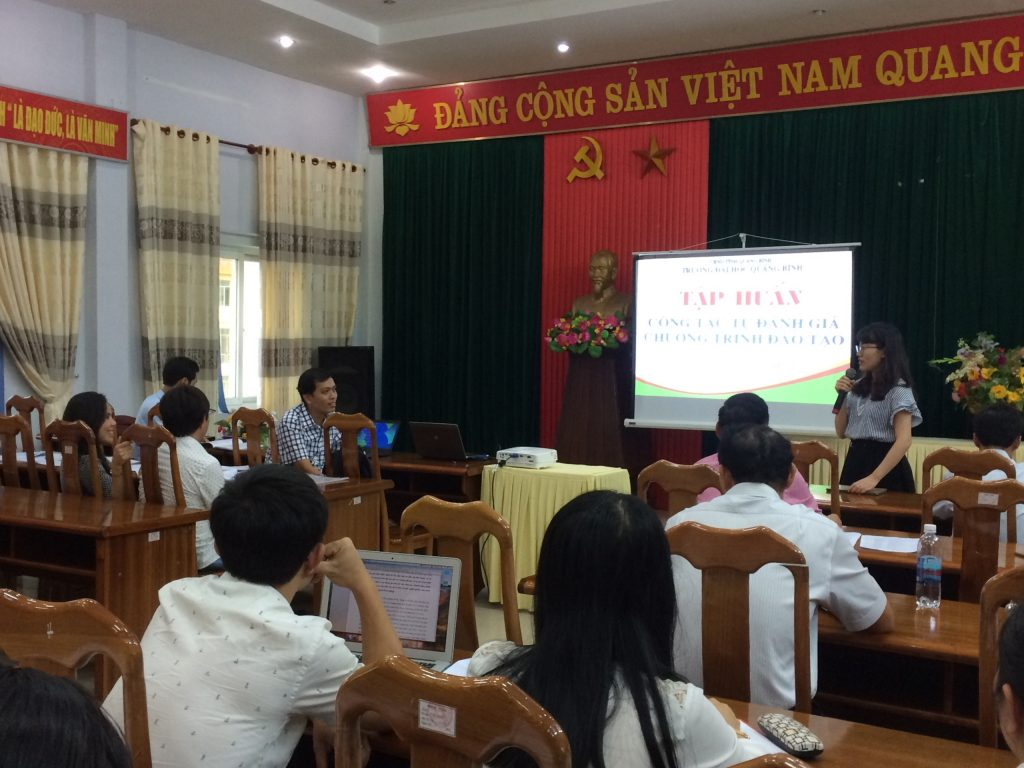 ĐẢNG CỘNG SẢN VIỆT NAM QUANG
H "LÀ ĐẠO ĐỨC, LÀ VĂN MINH"
TRƯỜNG ĐẠI HỌC QUẢNG BÌNH
TẬP HUẤN
CÔNG TÁC TỰ ĐÁNH GIÁ
CHƯƠNG TRÌNH ĐÀO TẠO